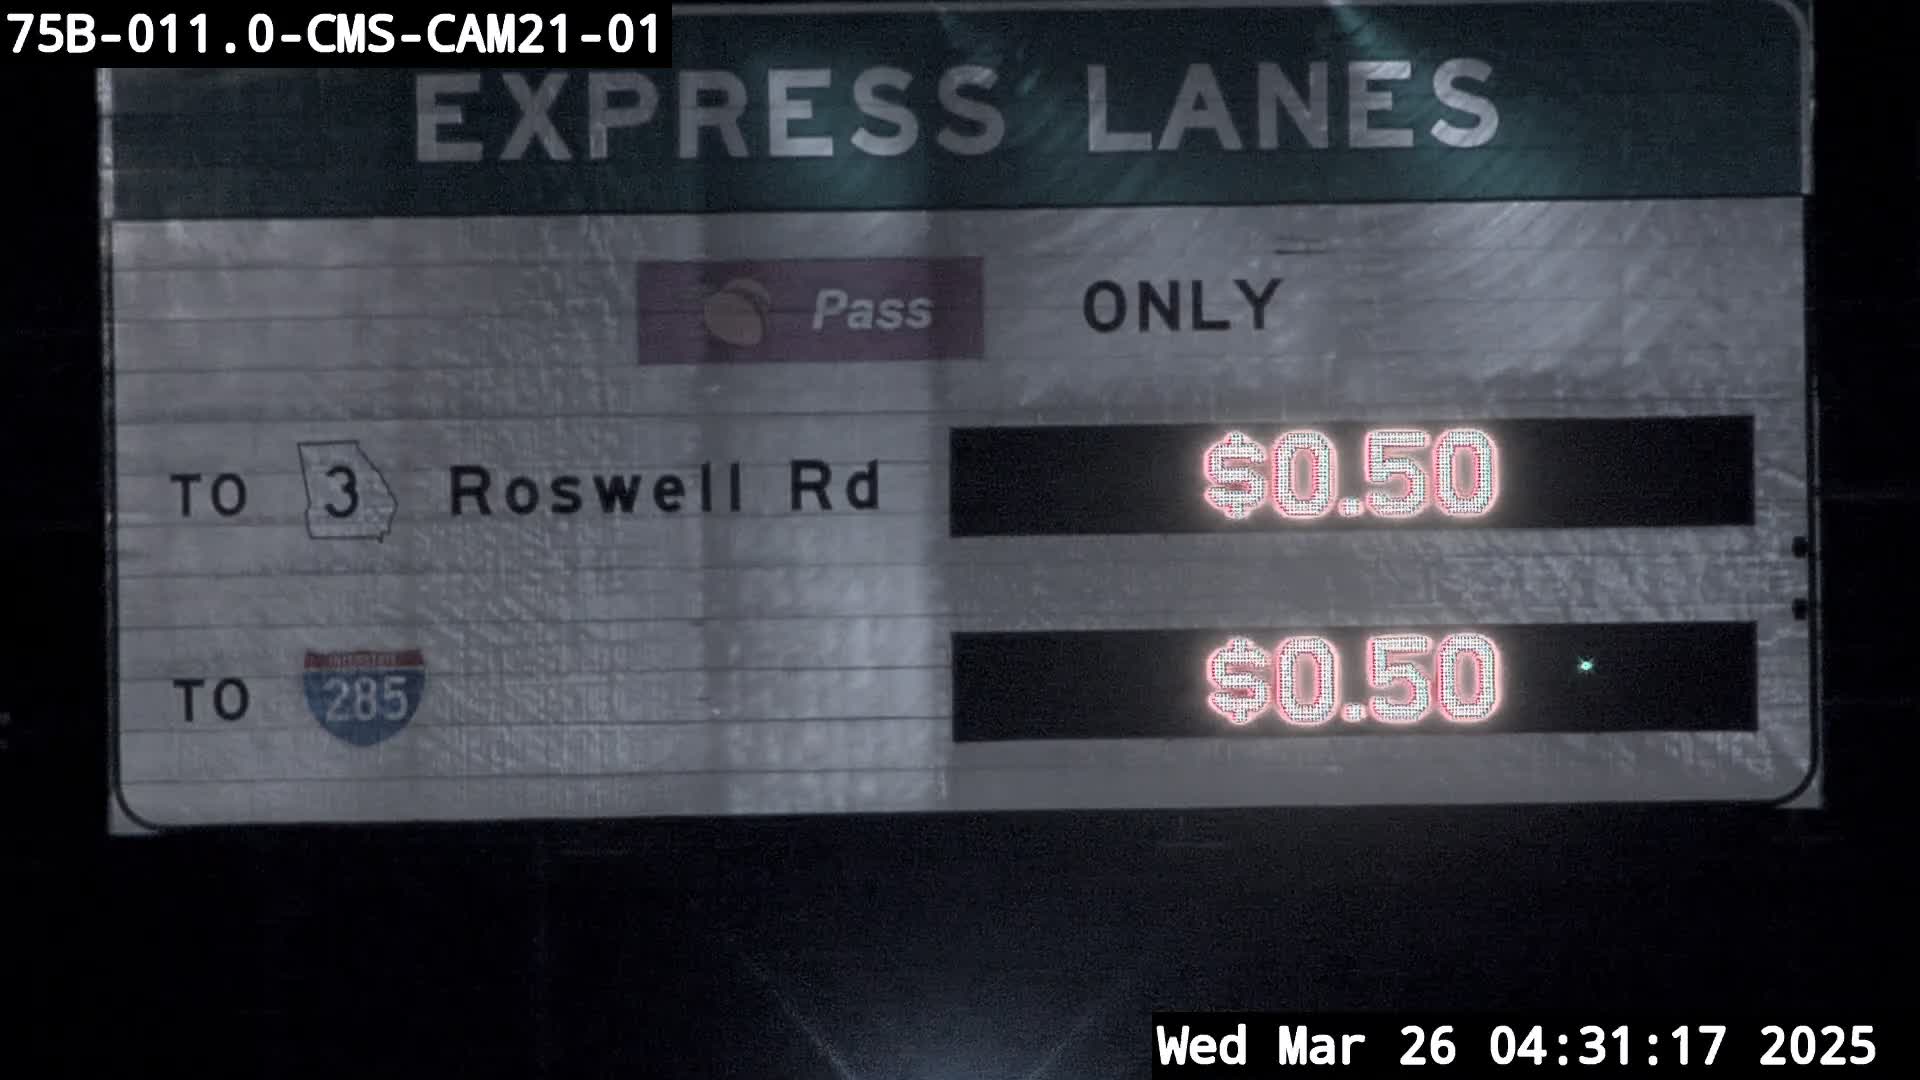 75B-011.0-CMS-CAM21-01
EXPRESS LANES
Pass ONLY
TO 3 Roswell Rd $0.50
INTERSTATE
TO 285 $0.50
Wed Mar 26 04:31:17 2025